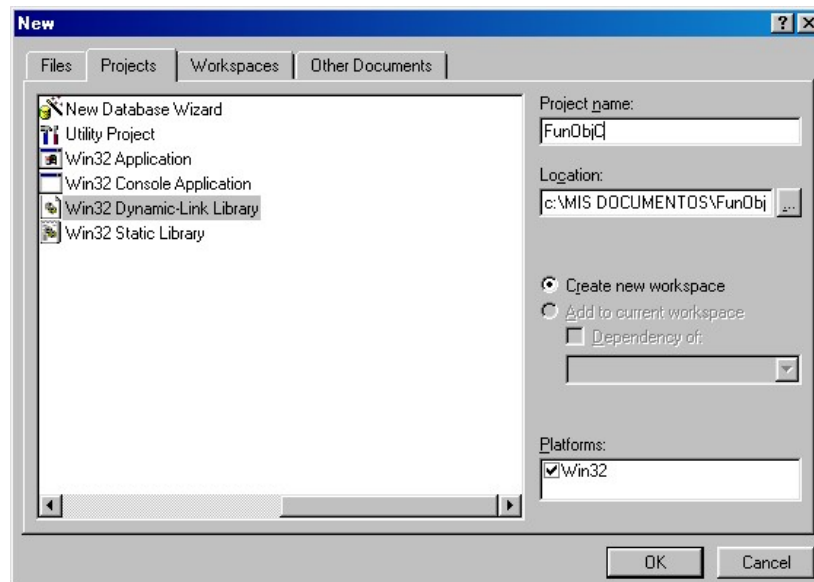 New
Files
Projects
Workspaces
Other Documents
New Database Wizard
Utility Project
Win32 Application
Win32 Console Application
Win32 Dynamic-Link Library
Win32 Static Library
Project name:
FunObjC
Location:
c:\MIS DOCUMENTOS\FunObj
...
Create new workspace
Add to current workspace
Dependency of:
Platforms:
Win32
OK
Cancel